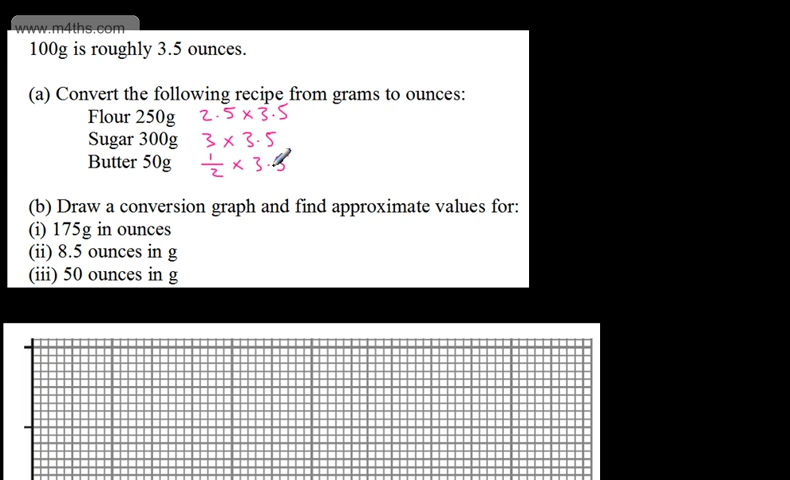 www.m4ths.com
100g is roughly 3.5 ounces.
(a) Convert the following recipe from grams to ounces:
Flour 250g 2.5 × 3.5
Sugar 300g 3 × 3.5
Butter 50g 1/2 × 3.5
(b) Draw a conversion graph and find approximate values for:
(i) 175g in ounces
(ii) 8.5 ounces in g
(iii) 50 ounces in g